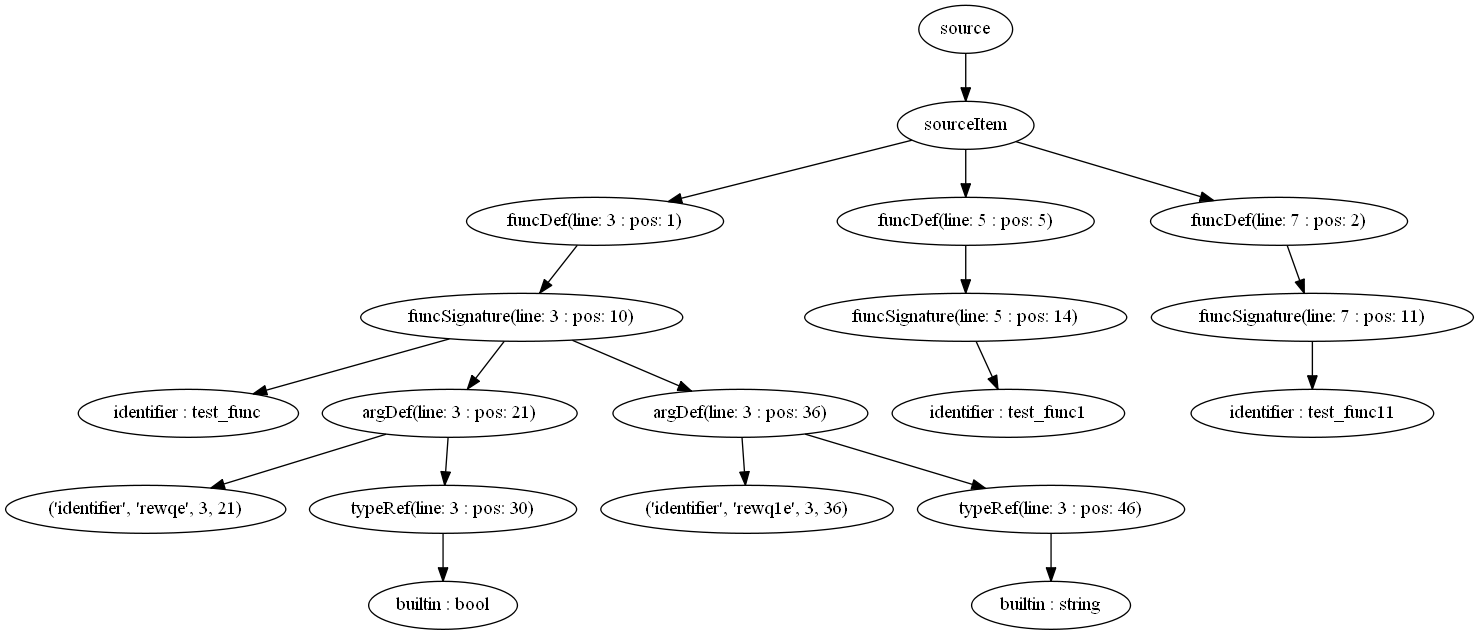 source
sourceItem
funcDef(line: 3 : pos: 1)
funcDef(line: 5 : pos: 5)
funcDef(line: 7 : pos: 2)
funcSignature(line: 3 : pos: 10)
funcSignature(line: 5 : pos: 14)
funcSignature(line: 7 : pos: 11)
identifier : test_func
argDef(line: 3 : pos: 21)
argDef(line: 3 : pos: 36)
identifier : test_func1
identifier : test_func11
('identifier', 'rewqe', 3, 21)
typeRef(line: 3 : pos: 30)
('identifier', 'rewq1e', 3, 36)
typeRef(line: 3 : pos: 46)
builtin : bool
builtin : string